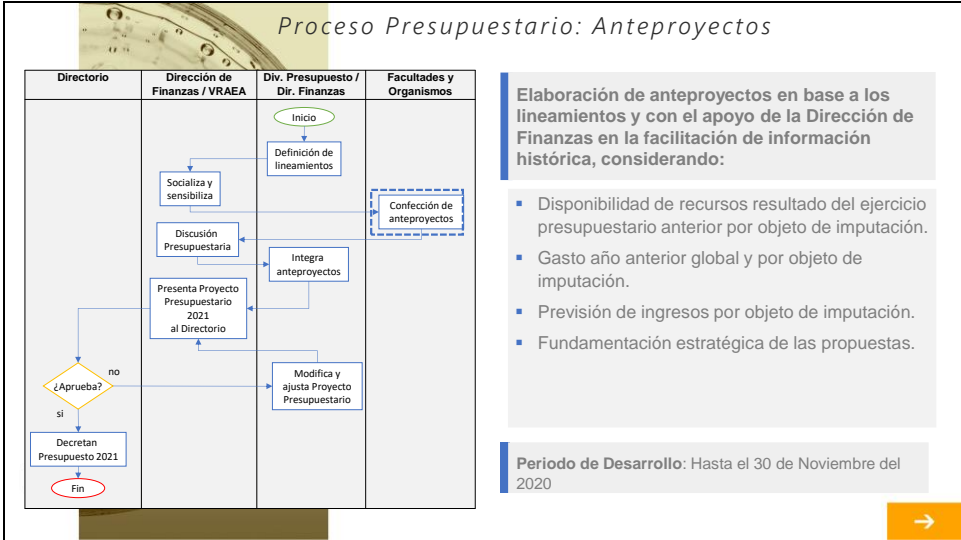 Proceso Presupuestario: Anteproyectos
Directorio
Dirección de
Finanzas / VRAEA
Div. Presupuesto /
Dir. Finanzas
Facultades y
Organismos
Inicio
Definición de
lineamientos
Socializa y
sensibiliza
Confección de
anteproyectos
Discusión
Presupuestaria
Integra
anteproyectos
Presenta Proyecto
Presupuestario
2021
al Directorio
Modifica y
ajusta Proyecto
Presupuestario
¿Aprueba?
no
si
Decretan
Presupuesto 2021
Fin
Elaboración de anteproyectos en base a los
lineamientos y con el apoyo de la Dirección de
Finanzas en la facilitación de información
histórica, considerando:
▪ Disponibilidad de recursos resultado del ejercicio
presupuestario anterior por objeto de imputación.
▪ Gasto año anterior global y por objeto de
imputación.
▪ Previsión de ingresos por objeto de imputación.
▪ Fundamentación estratégica de las propuestas.
Periodo de Desarrollo: Hasta el 30 de Noviembre del
2020